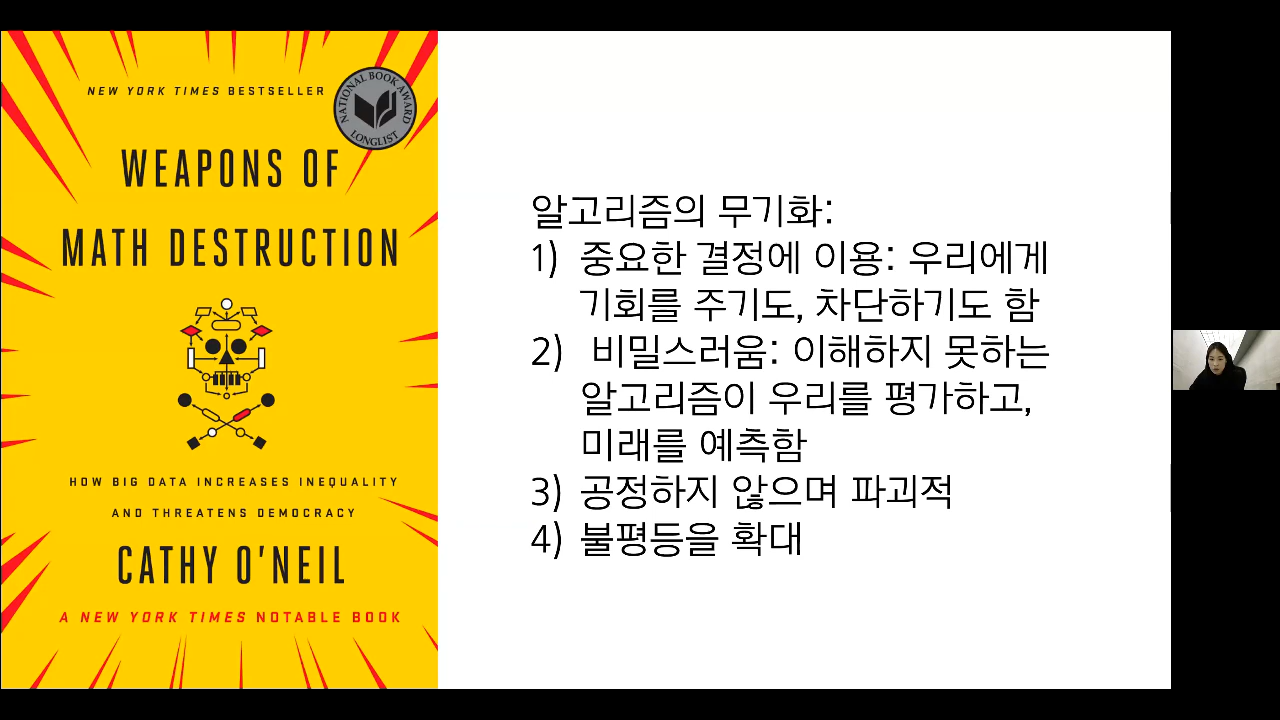 NEW YORK TIMES BESTSELLER
NATIONAL BOOK AWARD
LONGLIST
WEAPONS OF
MATH DESTRUCTION
HOW BIG DATA INCREASES INEQUALITY
AND THREATENS DEMOCRACY
CATHY O'NEIL
A NEW YORK TIMES NOTABLE BOOK
알고리즘의 무기화:
1) 중요한 결정에 이용: 우리에게
기회를 주기도, 차단하기도 함
2) 비밀스러움: 이해하지 못하는
알고리즘이 우리를 평가하고,
미래를 예측함
3) 공정하지 않으며 파괴적
4) 불평등을 확대